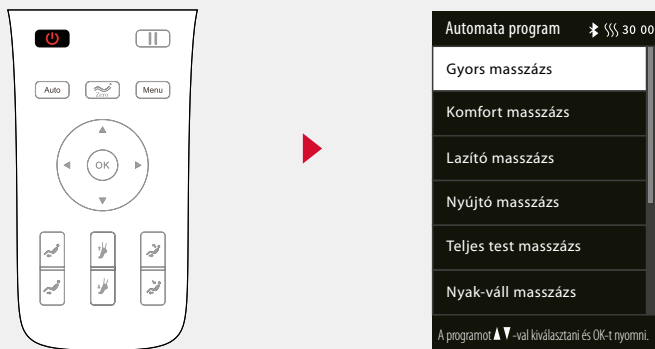 Auto
Zero
Menu
OK
Automata program 30 00
Gyors masszázs
Komfort masszázs
Lazító masszázs
Nyújtó masszázs
Teljes test masszázs
Nyak-váll masszázs
A programot▲▼-val kiválasztani és OK-t nyomni.